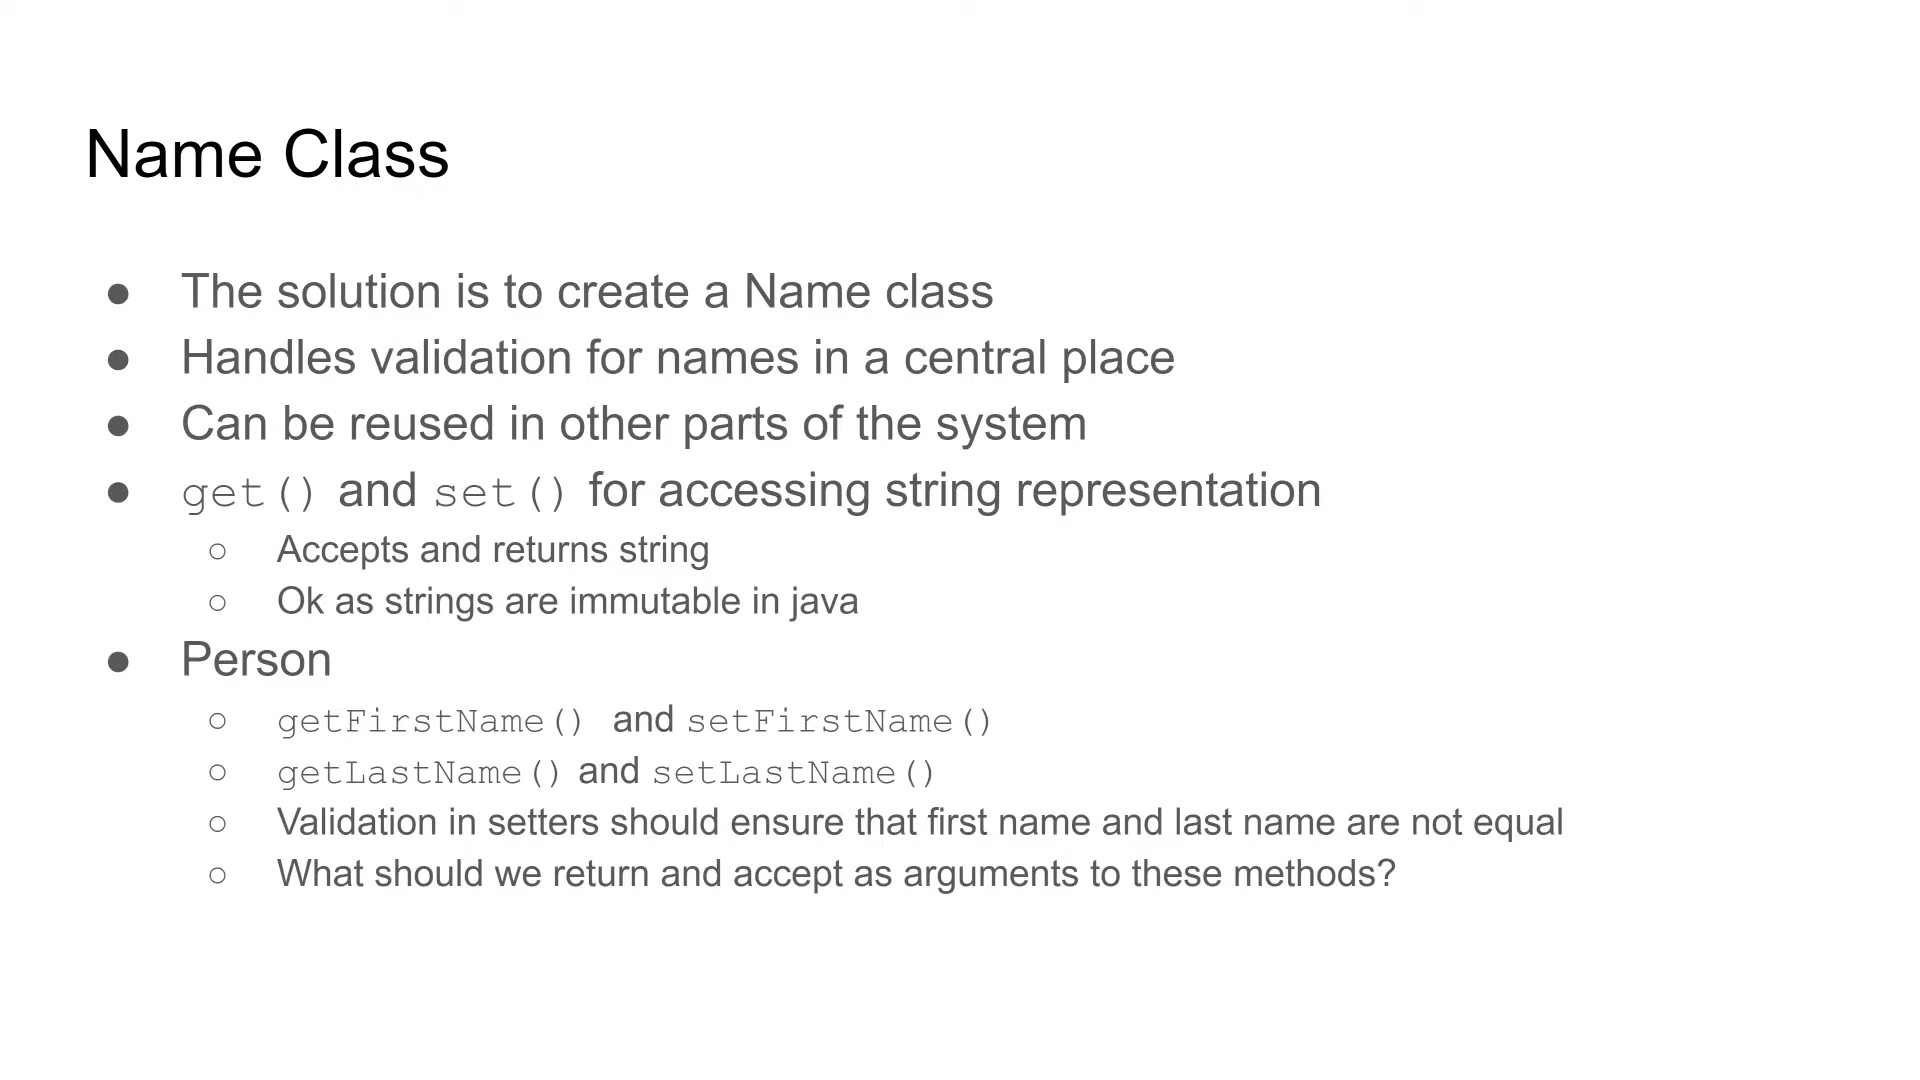 Name Class
● The solution is to create a Name class
● Handles validation for names in a central place
● Can be reused in other parts of the system
● get() and set() for accessing string representation
○ Accepts and returns string
○ Ok as strings are immutable in java
● Person
○ getFirstName() and setFirstName()
○ getLastName() and setLastName()
○ Validation in setters should ensure that first name and last name are not equal
○ What should we return and accept as arguments to these methods?